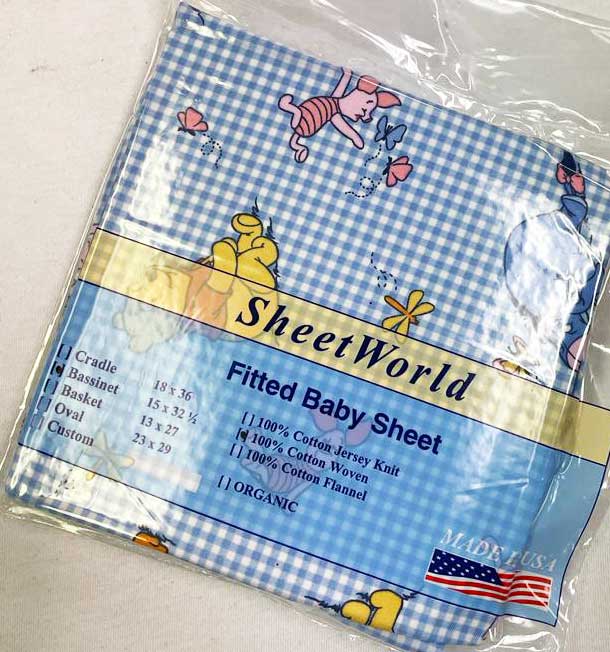 SheetWorld
Fitted Baby Sheet
[ ] Cradle 18 x 36
[ ] Bassinet 15 x 32 ½
[ ] Basket 13 x 27
[ ] Oval 23 x 29
[ ] Custom
[ ] 100% Cotton Jersey Knit
[ ] 100% Cotton Woven
[ ] 100% Cotton Flannel
[ ] ORGANIC
MADE USA